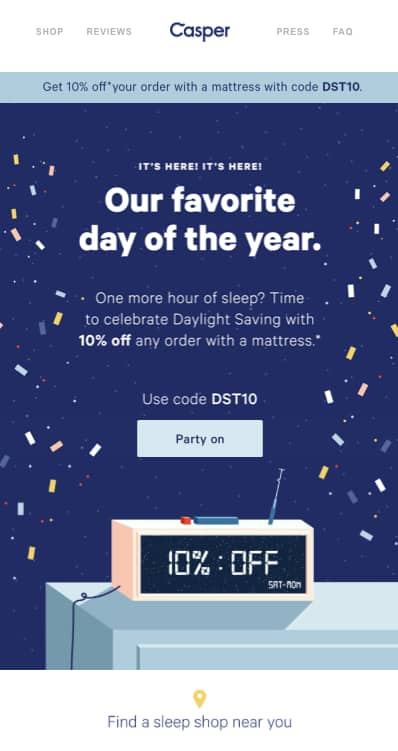 SHOP REVIEWS Casper PRESS FAQ
Get 10% off*your order with a mattress with code DST10.
IT'S HERE! IT'S HERE!
Our favorite
day of the year.
One more hour of sleep? Time
to celebrate Daylight Saving with
10% off any order with a mattress.*
Use code DST10
Party on
10%:OFF
SAT-MON
Find a sleep shop near you